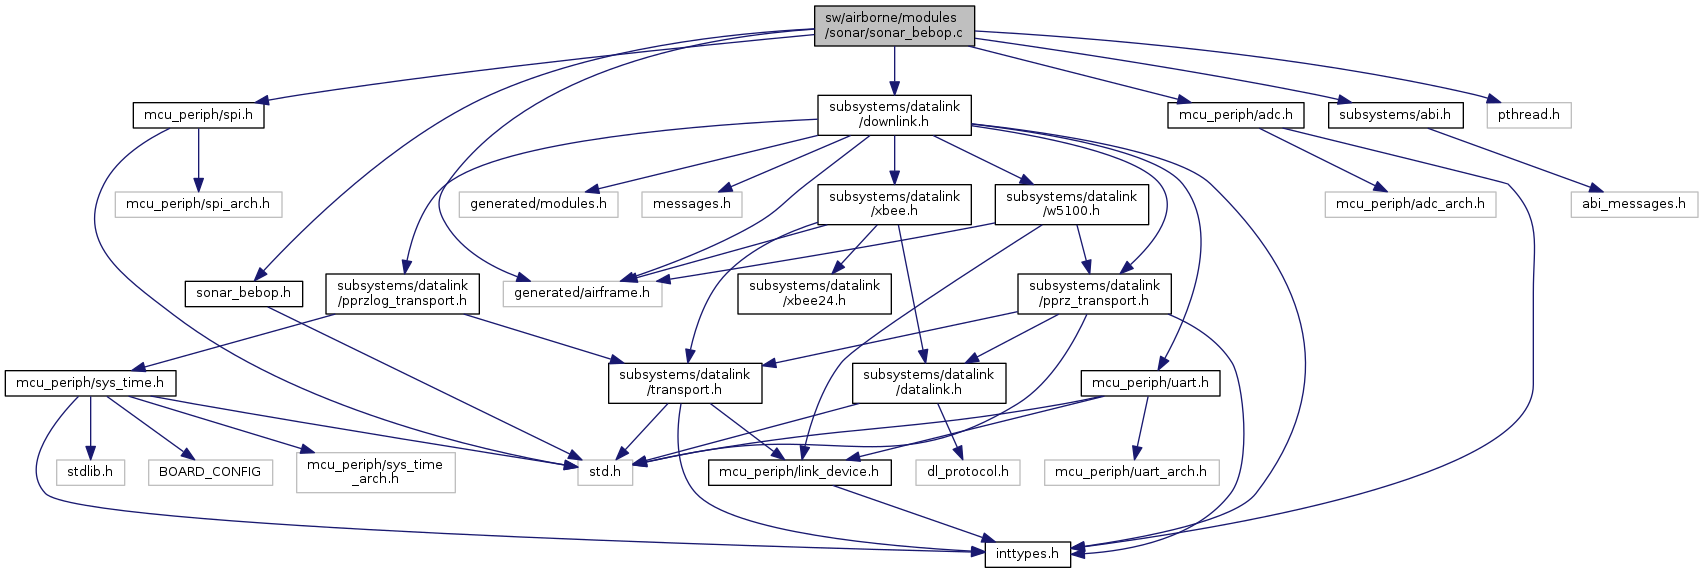 sw/airborne/modules
/sonar/sonar_bebop.c
mcu_periph/spi.h
subsystems/datalink
/downlink.h
mcu_periph/adc.h
subsystems/abi.h
pthread.h
mcu_periph/spi_arch.h
generated/modules.h
messages.h
subsystems/datalink
/xbee.h
subsystems/datalink
/w5100.h
mcu_periph/adc_arch.h
abi_messages.h
sonar_bebop.h
subsystems/datalink
/pprzlog_transport.h
generated/airframe.h
subsystems/datalink
/xbee24.h
subsystems/datalink
/pprz_transport.h
mcu_periph/sys_time.h
subsystems/datalink
/transport.h
subsystems/datalink
/datalink.h
mcu_periph/uart.h
stdlib.h
BOARD_CONFIG
mcu_periph/sys_time
_arch.h
std.h
mcu_periph/link_device.h
dl_protocol.h
mcu_periph/uart_arch.h
inttypes.h